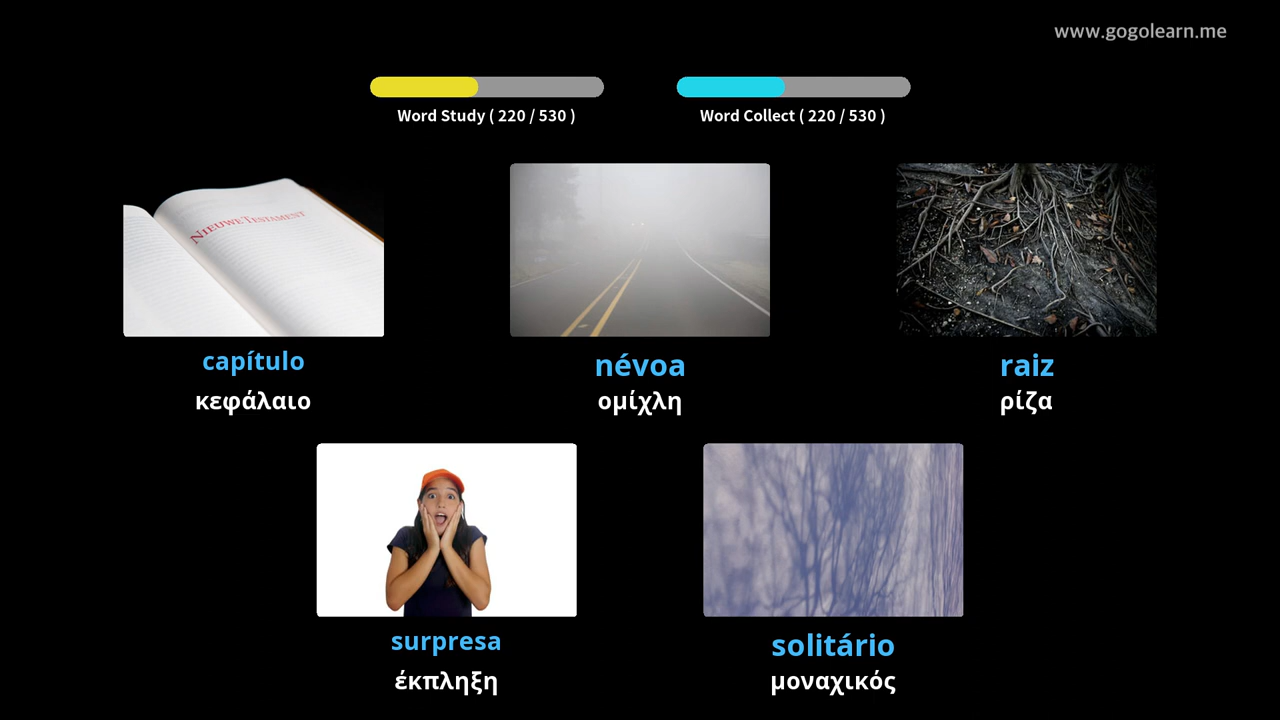 www.gogolearn.me
Word Study ( 220 / 530 )
Word Collect ( 220 / 530 )
NIEUWE TESTAMENT
capítulo
κεφάλαιο
névoa
ομίχλη
raiz
ρίζα
surpresa
έκπληξη
solitário
μοναχικός